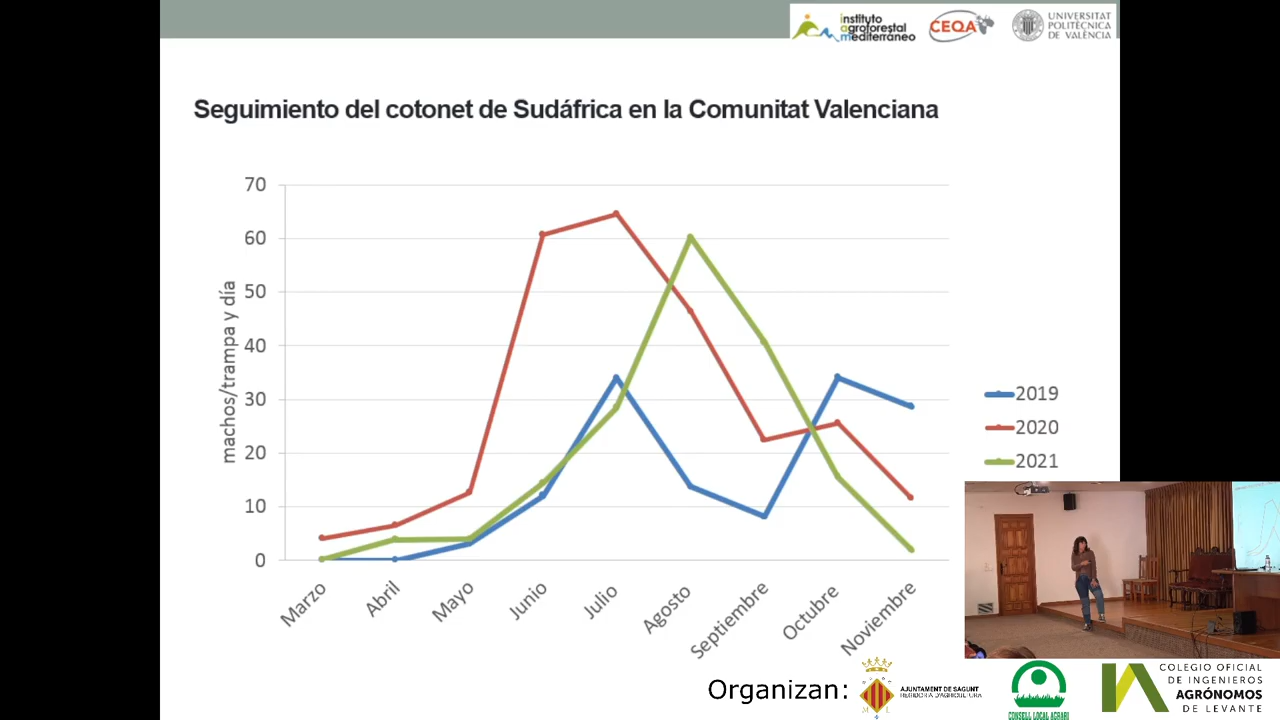 instituto
agroforestal
mediterráneo
CEQA
UNIVERSITAT
POLITÈCNICA
DE VALÈNCIA
Seguimiento del cotonet de Sudáfrica en la Comunitat Valenciana
machos/trampa y día
70
60
50
40
30
20
10
0
Marzo
Abril
Mayo
Junio
Julio
Agosto
Septiembre
Octubre
Noviembre
2019
2020
2021
Organizan:
AJUNTAMENT DE SAGUNT
REGIDORIA D'AGRICULTURA
CONSELL LOCAL AGRARI
COLEGIO OFICIAL
DE INGENIEROS
AGRÓNOMOS
DE LEVANTE